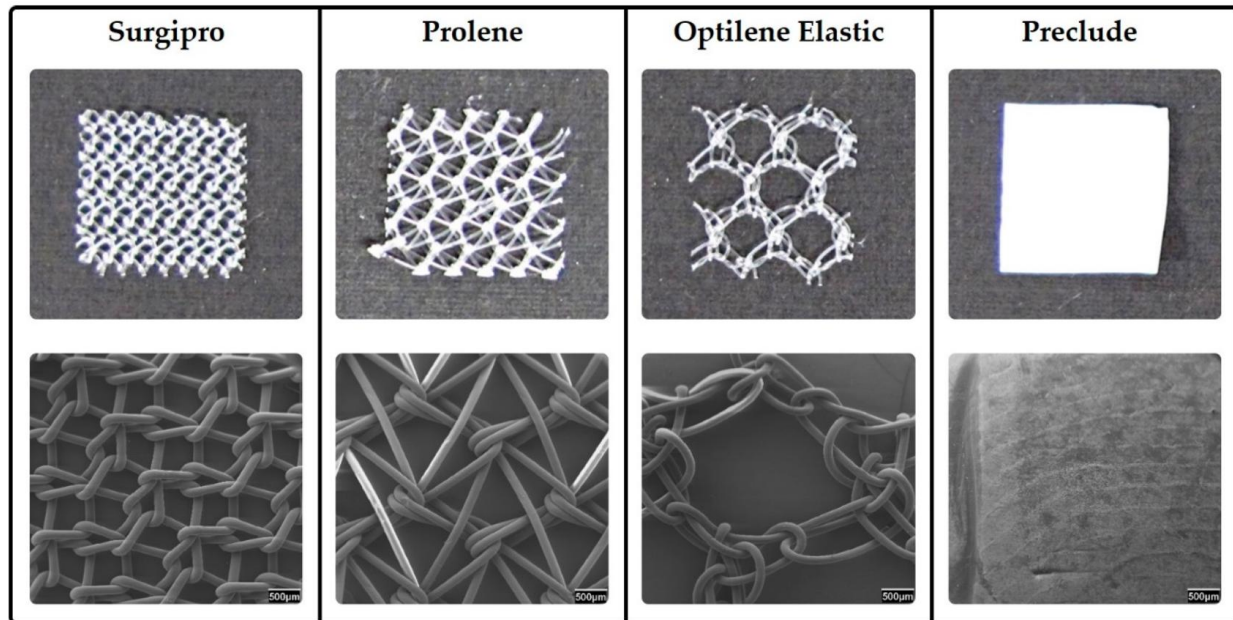 Surgipro
Prolene
Optilene Elastic
Preclude
500µm
500µm
500µm
500µm